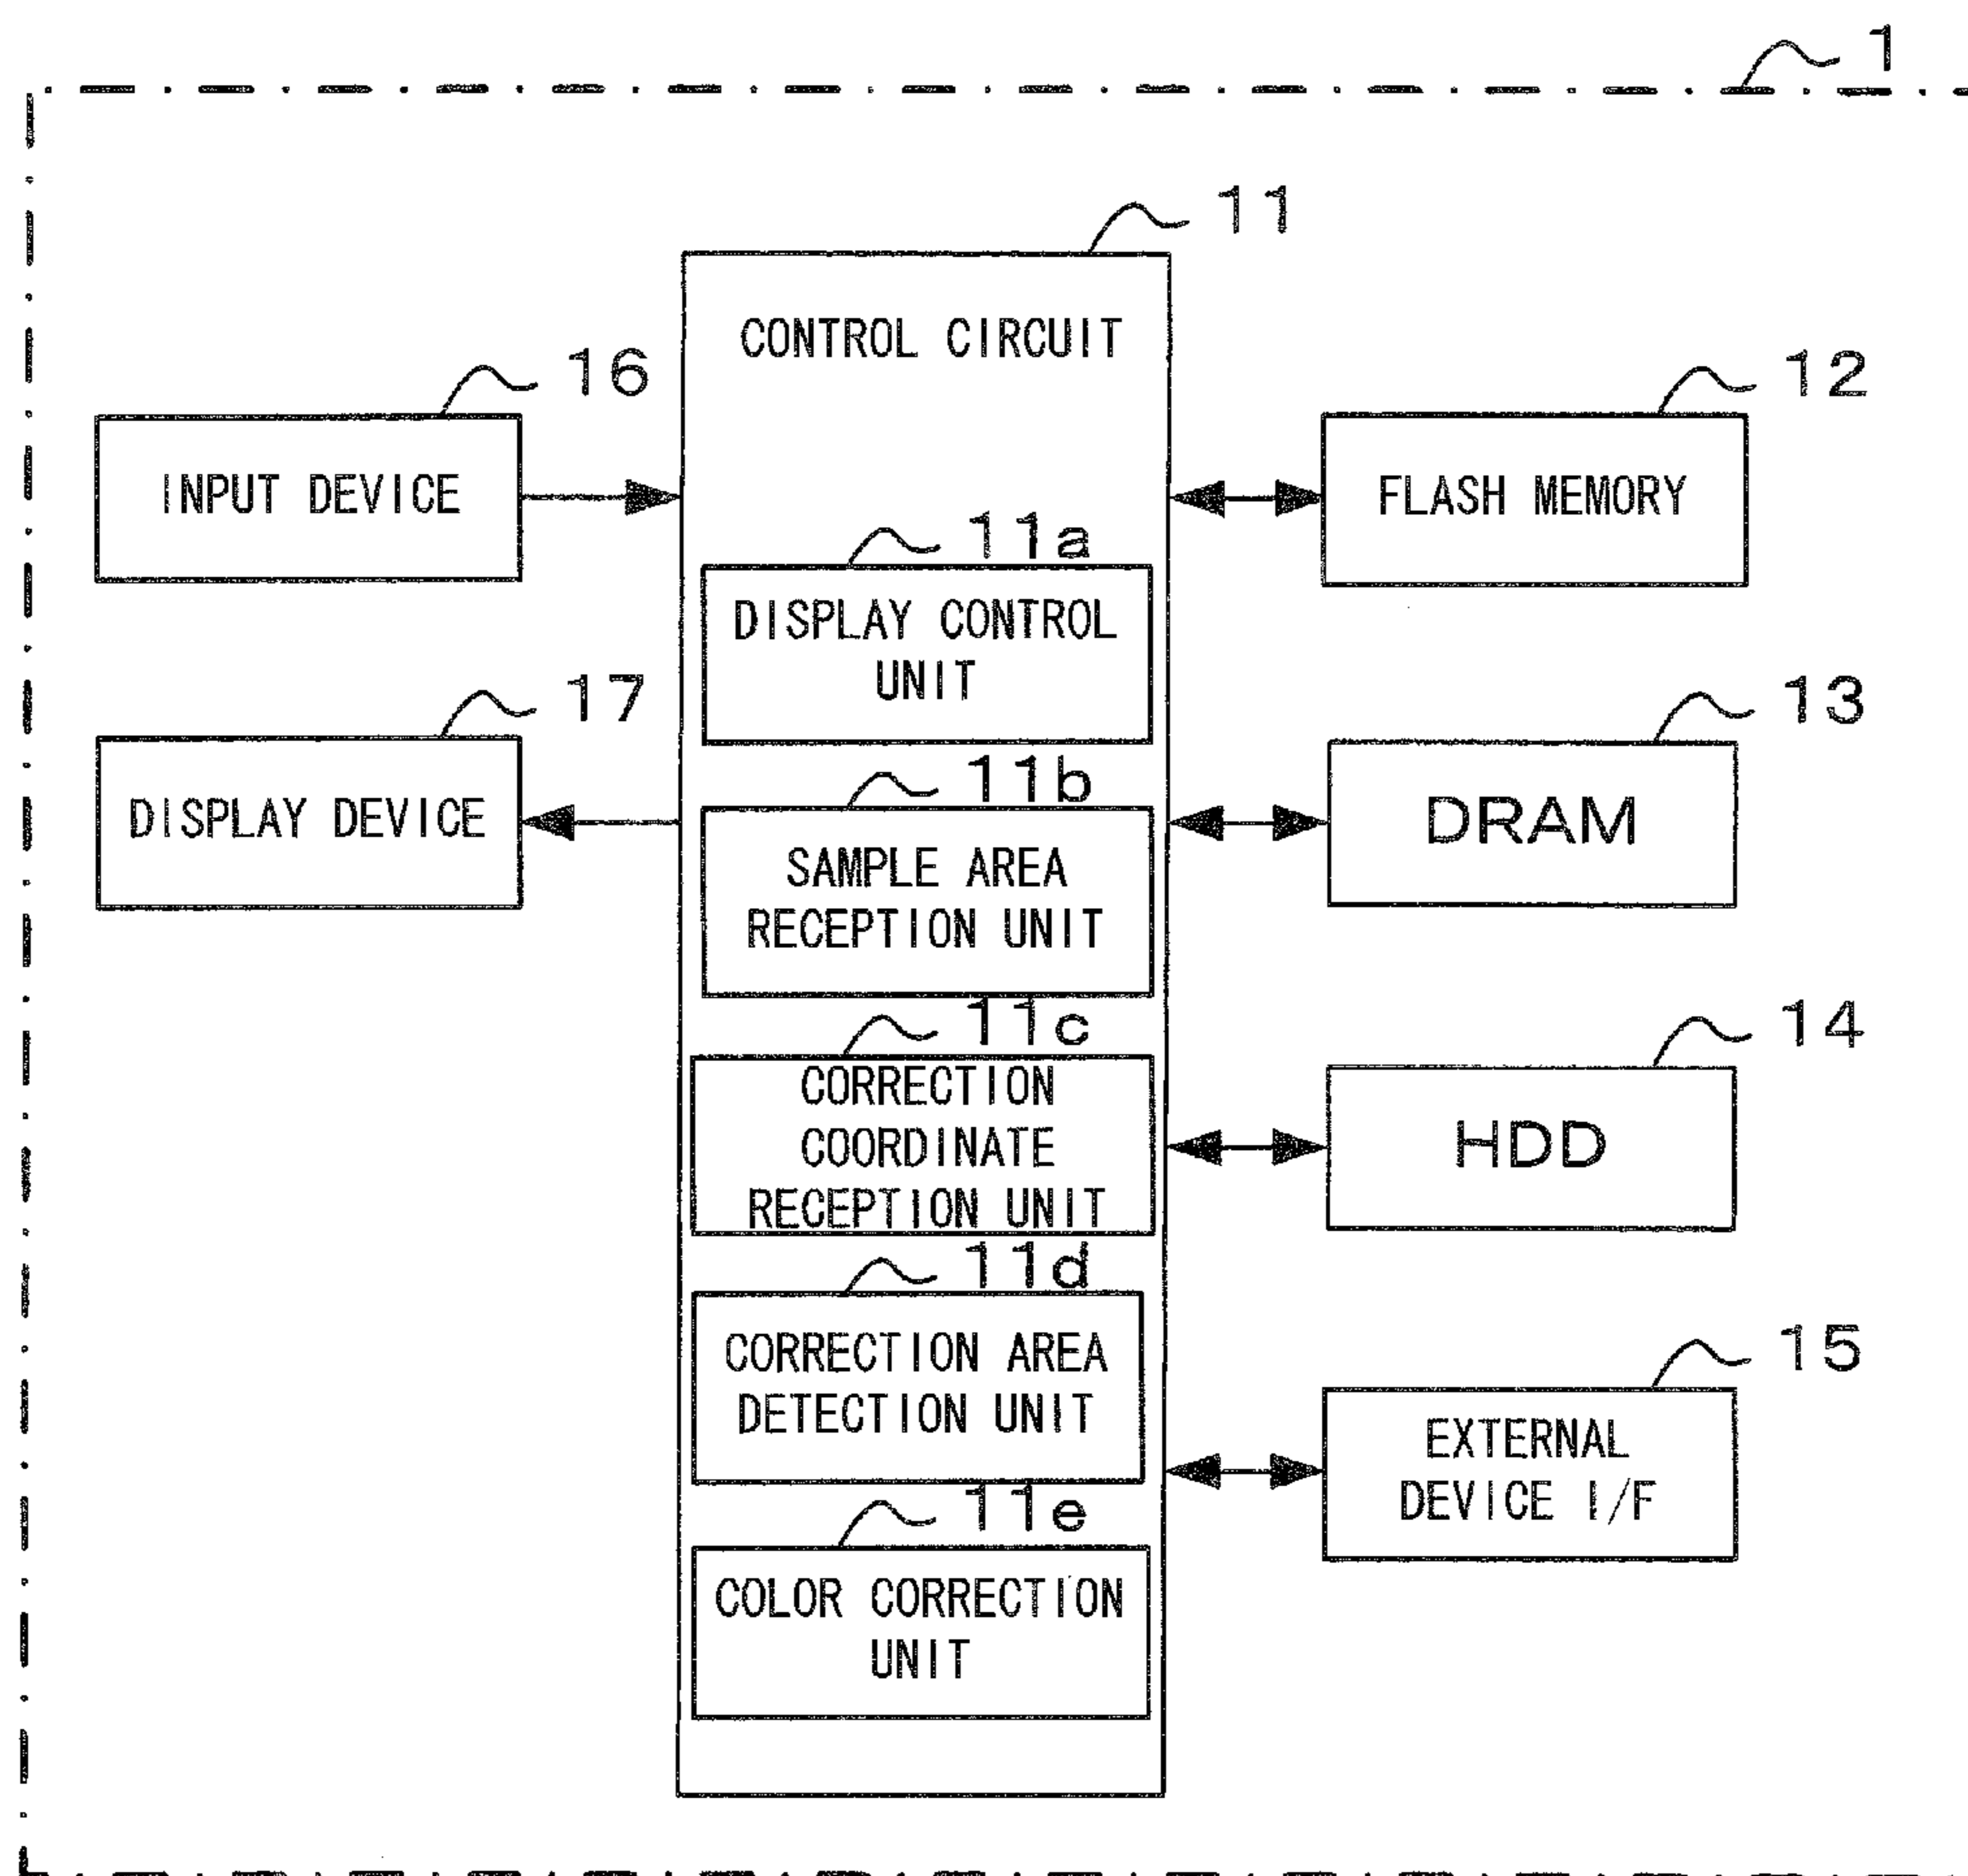 1
11
CONTROL CIRCUIT
16
INPUT DEVICE
12
FLASH MEMORY
11a
DISPLAY CONTROL
UNIT
17
DISPLAY DEVICE
13
DRAM
11b
SAMPLE AREA
RECEPTION UNIT
11c
CORRECTION
COORDINATE
RECEPTION UNIT
14
HDD
11d
CORRECTION AREA
DETECTION UNIT
15
EXTERNAL
DEVICE I/F
11e
COLOR CORRECTION
UNIT